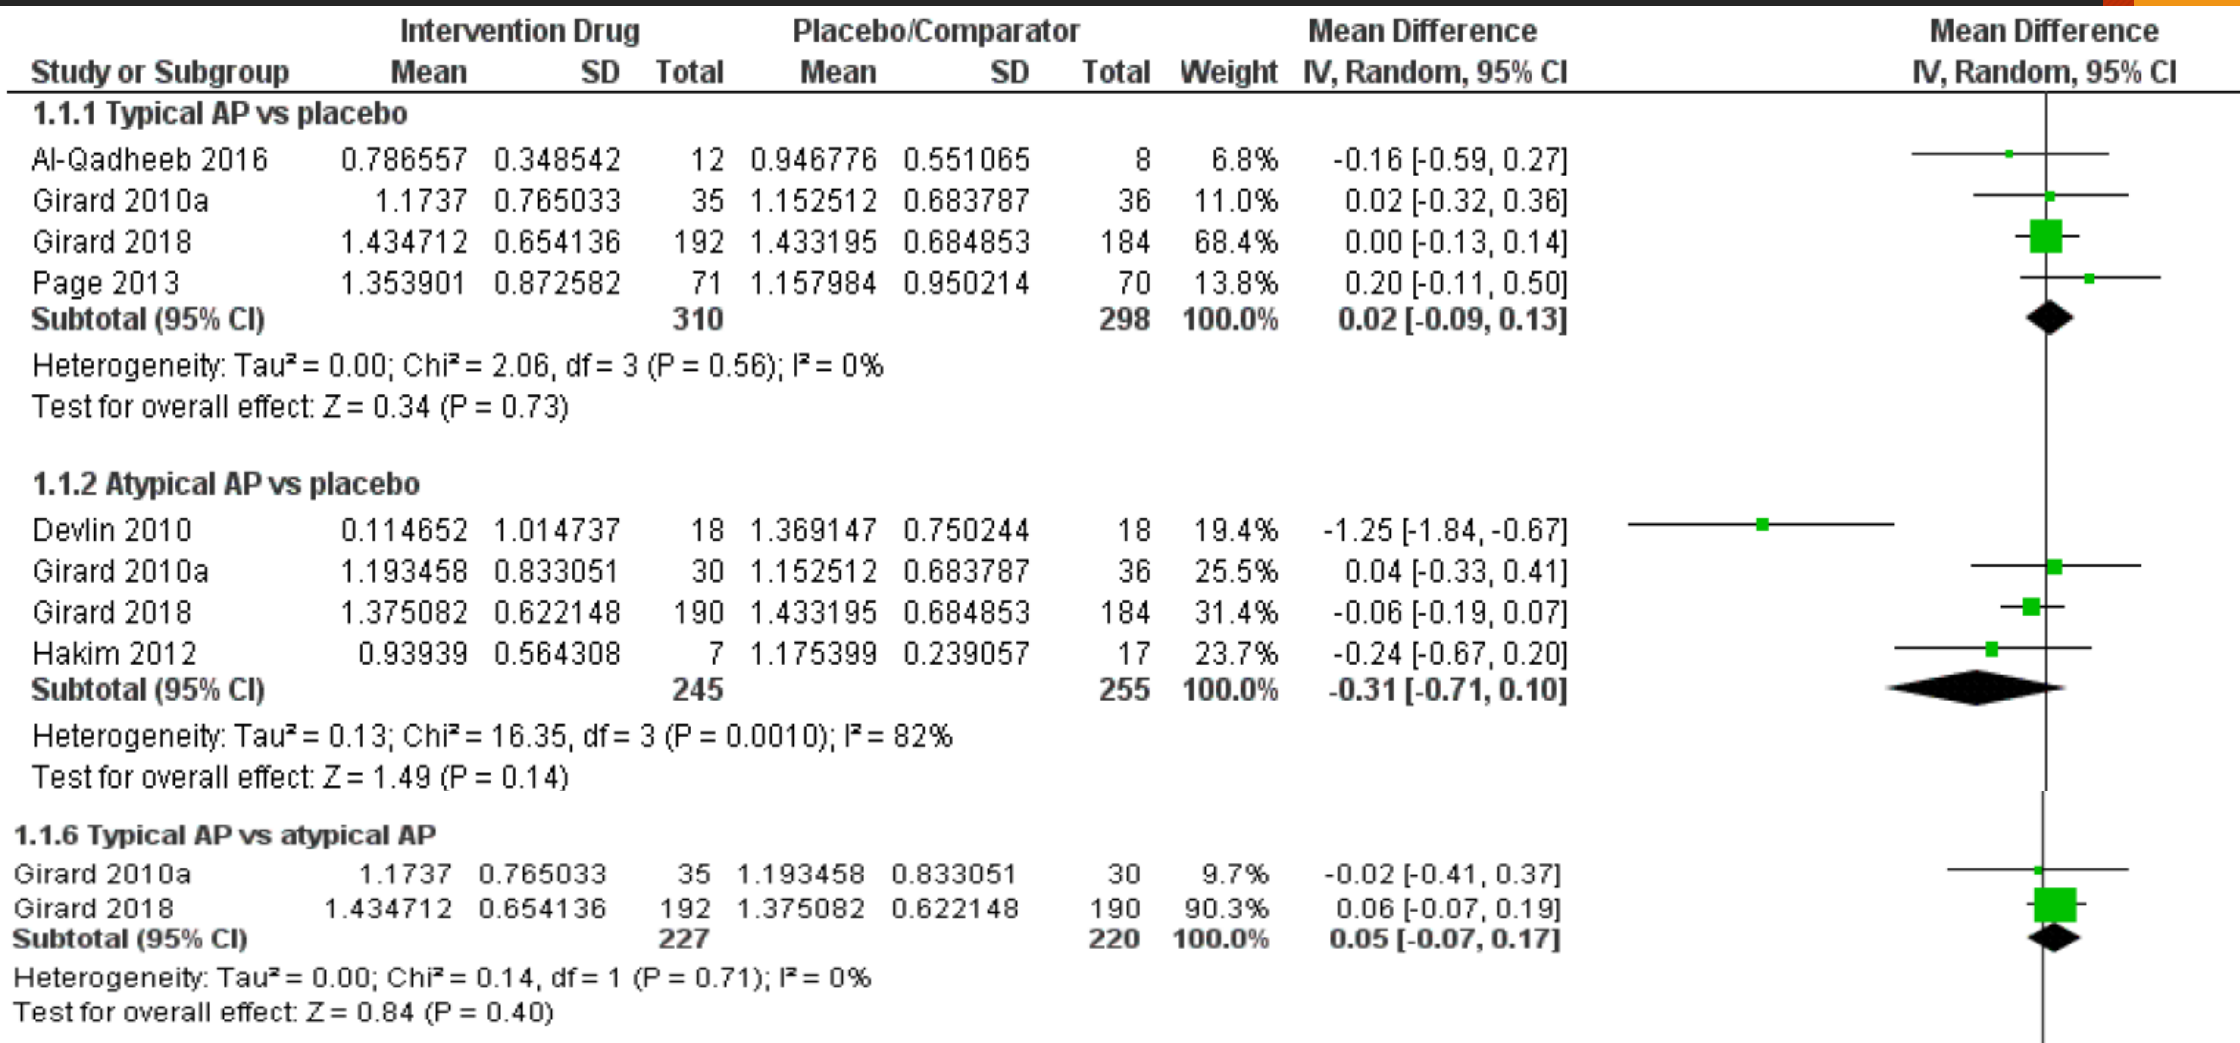 Intervention Drug Placebo/Comparator Mean Difference Mean Difference
Study or Subgroup Mean SD Total Mean SD Total Weight IV, Random, 95% CI IV, Random, 95% CI
1.1.1 Typical AP vs placebo
Al-Qadheeb 2016 0.786557 0.348542 12 0.946776 0.551065 8 6.8% -0.16 [-0.59, 0.27]
Girard 2010a 1.1737 0.765033 35 1.152512 0.683787 36 11.0% 0.02 [-0.32, 0.36]
Girard 2018 1.434712 0.654136 192 1.433195 0.684853 184 68.4% 0.00 [-0.13, 0.14]
Page 2013 1.353901 0.872582 71 1.157984 0.950214 70 13.8% 0.20 [-0.11, 0.50]
Subtotal (95% CI) 310 298 100.0% 0.02 [-0.09, 0.13]
Heterogeneity: Tau² = 0.00; Chi² = 2.06, df = 3 (P = 0.56); I² = 0%
Test for overall effect: Z = 0.34 (P = 0.73)
1.1.2 Atypical AP vs placebo
Devlin 2010 0.114652 1.014737 18 1.369147 0.750244 18 19.4% -1.25 [-1.84, -0.67]
Girard 2010a 1.193458 0.833051 30 1.152512 0.683787 36 25.5% 0.04 [-0.33, 0.41]
Girard 2018 1.375082 0.622148 190 1.433195 0.684853 184 31.4% -0.06 [-0.19, 0.07]
Hakim 2012 0.93939 0.564308 7 1.175399 0.239057 17 23.7% -0.24 [-0.67, 0.20]
Subtotal (95% CI) 245 255 100.0% -0.31 [-0.71, 0.10]
Heterogeneity: Tau² = 0.13; Chi² = 16.35, df = 3 (P = 0.0010); I² = 82%
Test for overall effect: Z = 1.49 (P = 0.14)
1.1.6 Typical AP vs atypical AP
Girard 2010a 1.1737 0.765033 35 1.193458 0.833051 30 9.7% -0.02 [-0.41, 0.37]
Girard 2018 1.434712 0.654136 192 1.375082 0.622148 190 90.3% 0.06 [-0.07, 0.19]
Subtotal (95% CI) 227 220 100.0% 0.05 [-0.07, 0.17]
Heterogeneity: Tau² = 0.00; Chi² = 0.14, df = 1 (P = 0.71); I² = 0%
Test for overall effect: Z = 0.84 (P = 0.40)